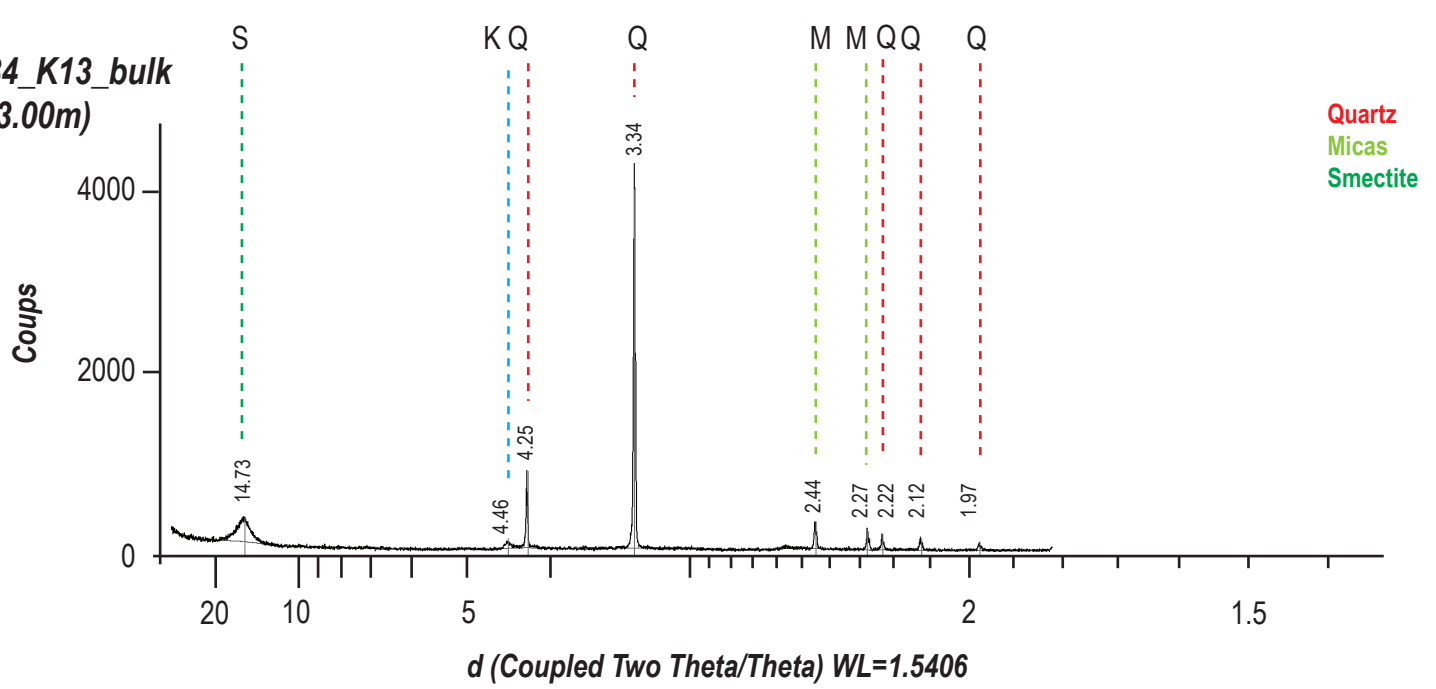 S K Q Q M M Q Q Q
4_K13_bulk
3.00m)
Quartz
Micas
Smectite
3.34
4000
Coups
4.25
2000
14.73
4.46
2.44
2.27
2.22
2.12
1.97
0
20 10 5 2 1.5
d (Coupled Two Theta/Theta) WL=1.5406